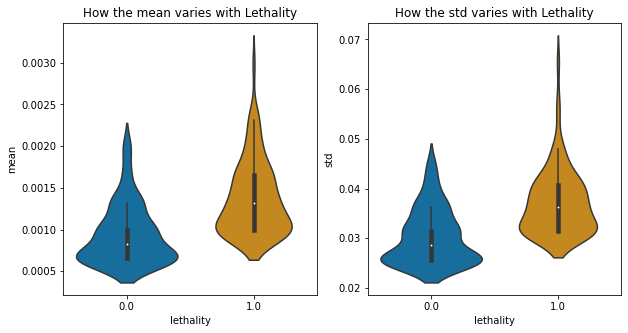 How the mean varies with Lethality
mean
0.0030
0.0025
0.0020
0.0015
0.0010
0.0005
0.0
1.0
lethality
How the std varies with Lethality
std
0.07
0.06
0.05
0.04
0.03
0.02
0.0
1.0
lethality